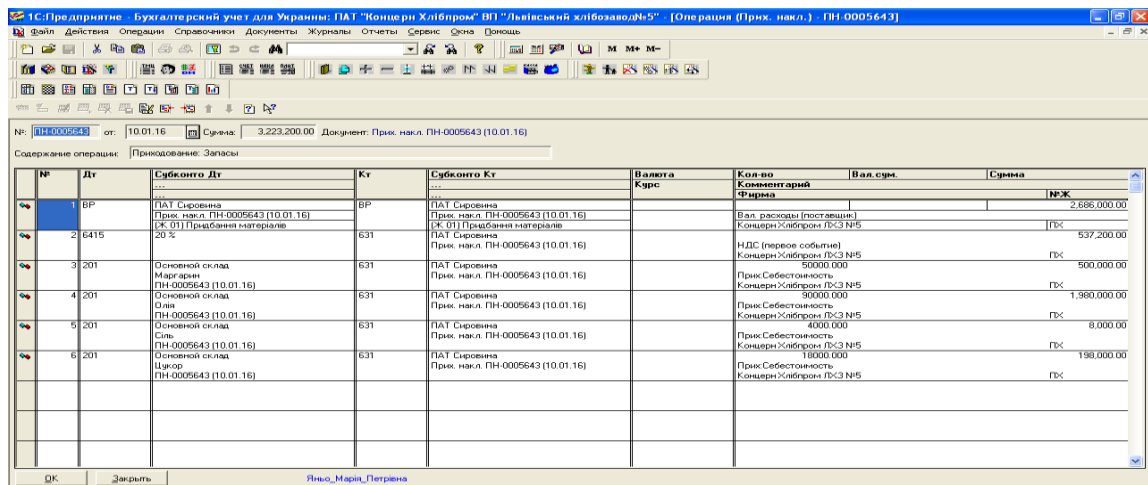 1С:Предприятие - Бухгалтерский учет для Украины: ПАТ "Концерн Хлібпром" ВП "Львівський хлібозавод№5" - [Операция (Прих. накл.) - ПН-0005643]
Файл Действия Операции Справочники Документы Журналы Отчеты Сервис Окна Помощь
М М+ М-
№: ПН-0005643 от: 10.01.16 Сумма: 3,223,200.00 Документ: Прих. накл. ПН-0005643 (10.01.16)
Содержание операции: Приходование: Запасы
№ Дт Субконто Дт Кт Субконто Кт Валюта Кол-во Вал.сум. Сумма
... ... Курс Комментарий
... ... Фирма №Ж
1 ВР ПАТ Сировина ВР ПАТ Сировина 2,686,000.00
Прих. накл. ПН-0005643 (10.01.16) Прих. накл. ПН-0005643 (10.01.16) Вал. расходы (поставщик)
(Ж 01) Придбання матеріалів (Ж 01) Придбання матеріалів Концерн Хлібпром ЛХЗ №5 ПХ
2 6415 20 % 631 ПАТ Сировина 537,200.00
Прих. накл. ПН-0005643 (10.01.16) НДС (первое событие)
Концерн Хлібпром ЛХЗ №5 ПХ
3 201 Основной склад 631 ПАТ Сировина 50000.000 500,000.00
Маргарин Прих. накл. ПН-0005643 (10.01.16) Прих:Себестоимость
ПН-0005643 (10.01.16) Концерн Хлібпром ЛХЗ №5 ПХ
4 201 Основной склад 631 ПАТ Сировина 90000.000 1,980,000.00
Олія Прих. накл. ПН-0005643 (10.01.16) Прих:Себестоимость
ПН-0005643 (10.01.16) Концерн Хлібпром ЛХЗ №5 ПХ
5 201 Основной склад 631 ПАТ Сировина 4000.000 8,000.00
Сіль Прих. накл. ПН-0005643 (10.01.16) Прих:Себестоимость
ПН-0005643 (10.01.16) Концерн Хлібпром ЛХЗ №5 ПХ
6 201 Основной склад 631 ПАТ Сировина 18000.000 198,000.00
Цукор Прих. накл. ПН-0005643 (10.01.16) Прих:Себестоимость
ПН-0005643 (10.01.16) Концерн Хлібпром ЛХЗ №5 ПХ
OK Закрыть Яньо_Марія_Петрівна